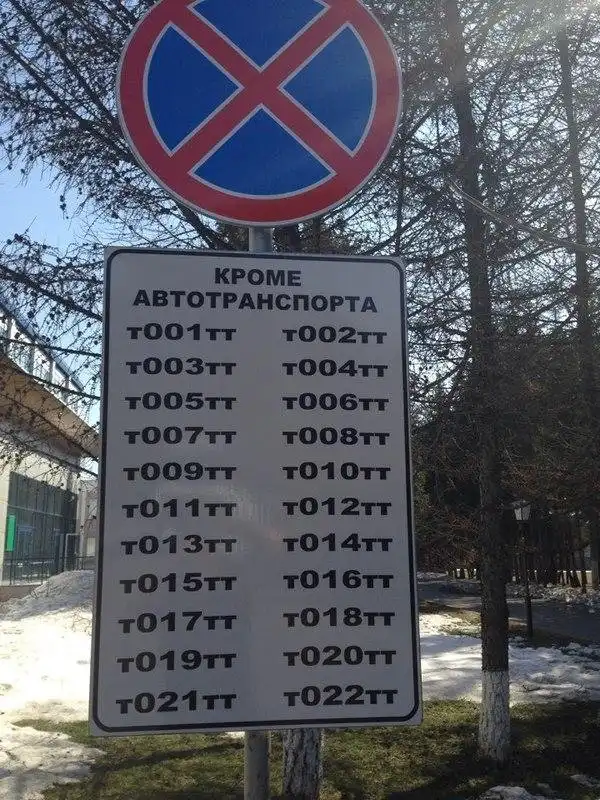 КРОМЕ
АВТОТРАНСПОРТА
т001тт т002тт
т003тт т004тт
т005тт т006тт
т007тт т008тт
т009тт т010тт
т011тт т012тт
т013тт т014тт
т015тт т016тт
т017тт т018тт
т019тт т020тт
т021тт т022тт